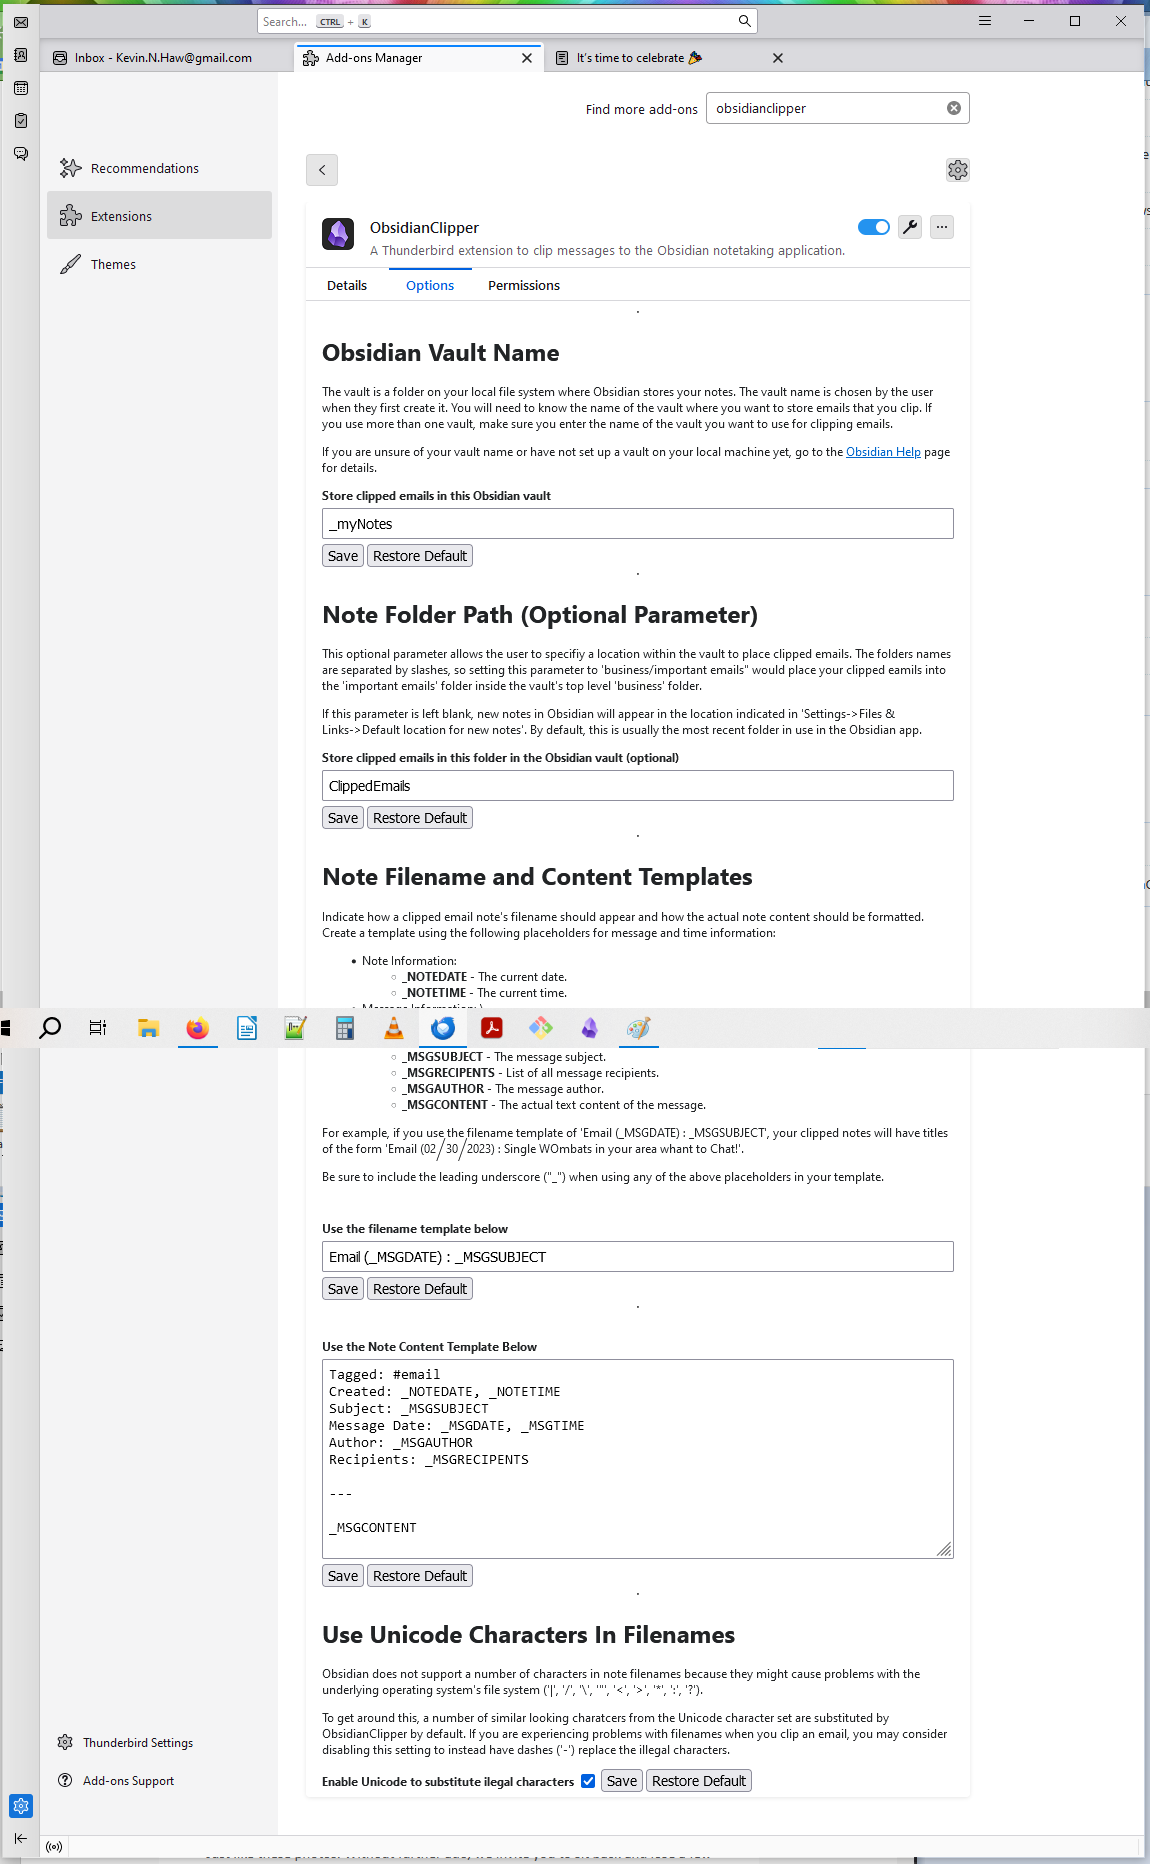 Search... CTRL + K
Inbox - Kevin.N.Haw@gmail.com
Add-ons Manager
It's time to celebrate 🎉
Find more add-ons
obsidianclipper
Recommendations
Extensions
Themes
ObsidianClipper
A Thunderbird extension to clip messages to the Obsidian notetaking application.
Details Options Permissions
Obsidian Vault Name
The vault is a folder on your local file system where Obsidian stores your notes. The vault name is chosen by the user
when they first create it. You will need to know the name of the vault where you want to store emails that you clip. If
you use more than one vault, make sure you enter the name of the vault you want to use for clipping emails.
If you are unsure of your vault name or have not set up a vault on your local machine yet, go to the Obsidian Help page
for details.
Store clipped emails in this Obsidian vault
_myNotes
Save Restore Default
Note Folder Path (Optional Parameter)
This optional parameter allows the user to specifiy a location within the vault to place clipped emails. The folders names
are separated by slashes, so setting this parameter to 'business/important emails" would place your clipped eamils into
the 'important emails' folder inside the vault's top level 'business' folder.
If this parameter is left blank, new notes in Obsidian will appear in the location indicated in 'Settings->Files &
Links->Default location for new notes'. By default, this is usually the most recent folder in use in the Obsidian app.
Store clipped emails in this folder in the Obsidian vault (optional)
ClippedEmails
Save Restore Default
Note Filename and Content Templates
Indicate how a clipped email note's filename should appear and how the actual note content should be formatted.
Create a template using the following placeholders for message and time information:
• Note Information:
◦ _NOTEDATE - The current date.
◦ _NOTETIME - The current time.
◦ _MSGSUBJECT - The message subject.
◦ _MSGRECIPENTS - List of all message recipients.
◦ _MSGAUTHOR - The message author.
◦ _MSGCONTENT - The actual text content of the message.
For example, if you use the filename template of 'Email (_MSGDATE) : _MSGSUBJECT', your clipped notes will have titles
of the form 'Email (02╱30╱2023) : Single WOmbats in your area whant to Chat!'.
Be sure to include the leading underscore ("_") when using any of the above placeholders in your template.
Use the filename template below
Email (_MSGDATE) : _MSGSUBJECT
Save Restore Default
Use the Note Content Template Below
Tagged: #email
Created: _NOTEDATE, _NOTETIME
Subject: _MSGSUBJECT
Message Date: _MSGDATE, _MSGTIME
Author: _MSGAUTHOR
Recipients: _MSGRECIPENTS
---
_MSGCONTENT
Save Restore Default
Use Unicode Characters In Filenames
Obsidian does not support a number of characters in note filenames because they might cause problems with the
underlying operating system's file system ('|', '/', '\', '"', '<', '>', '*', ':', '?').
To get around this, a number of similar looking charatcers from the Unicode character set are substituted by
ObsidianClipper by default. If you are experiencing problems with filenames when you clip an email, you may consider
disabling this setting to instead have dashes ('-') replace the illegal characters.
Enable Unicode to substitute ilegal characters Save Restore Default
Thunderbird Settings
Add-ons Support